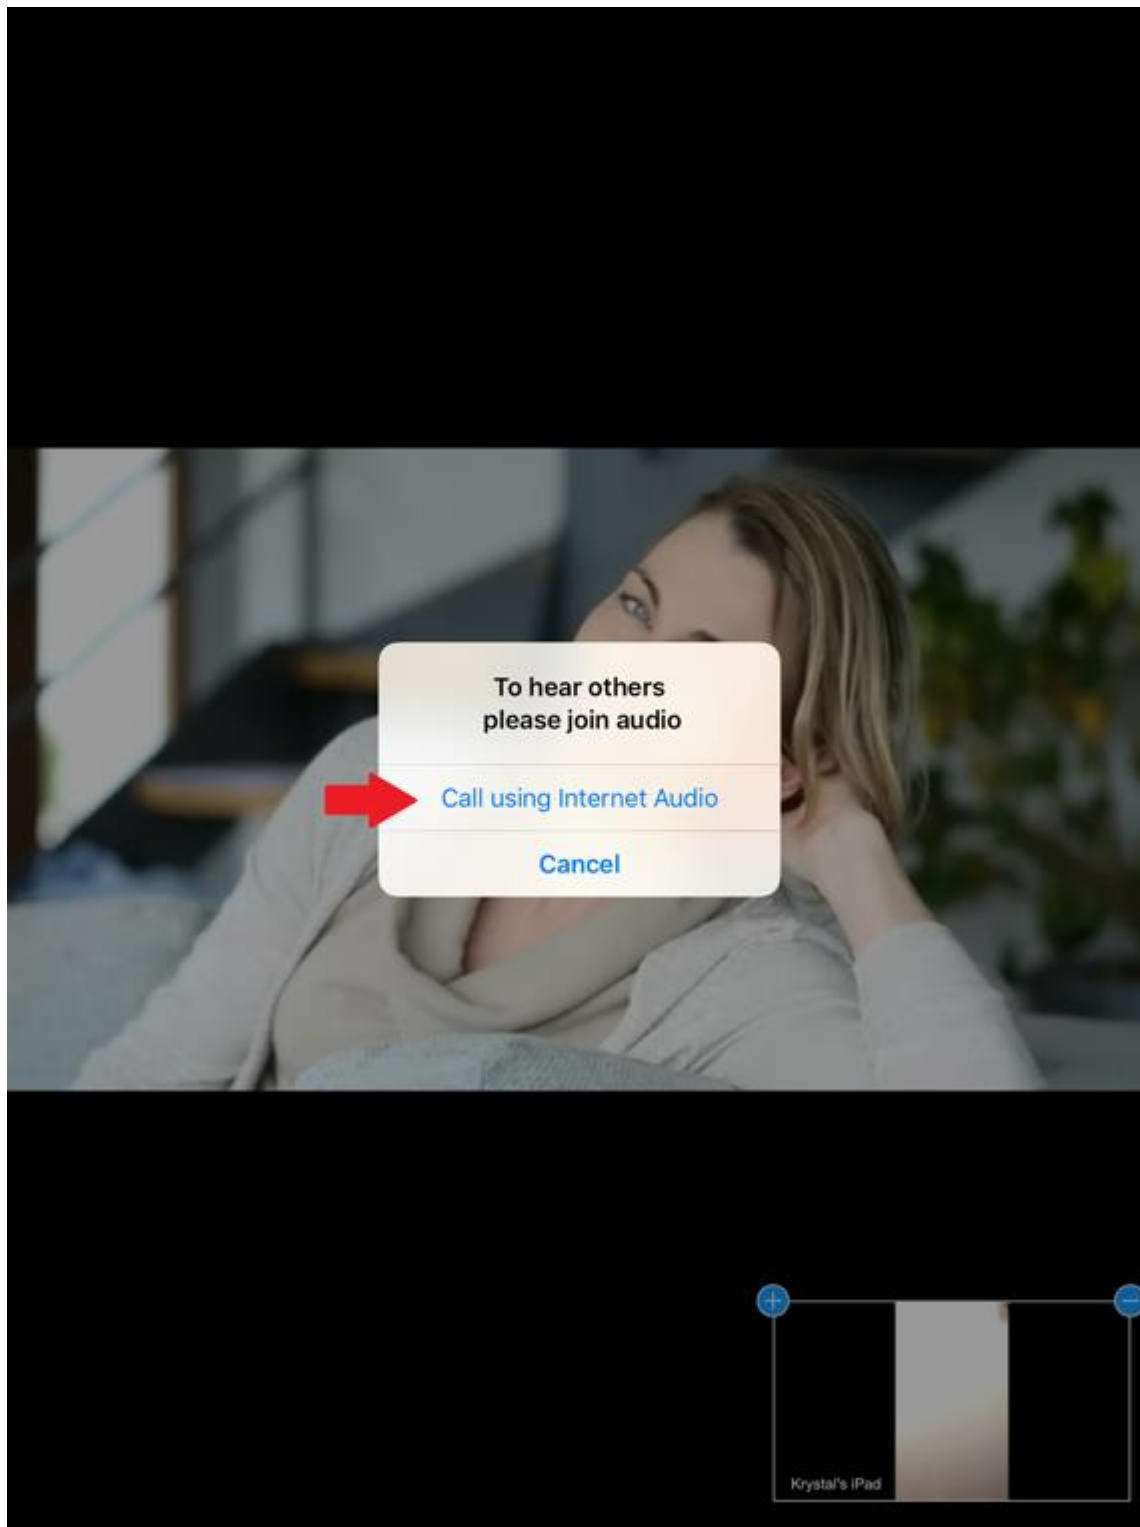 To hear others
please join audio
Call using Internet Audio
Cancel
Krystal's iPad